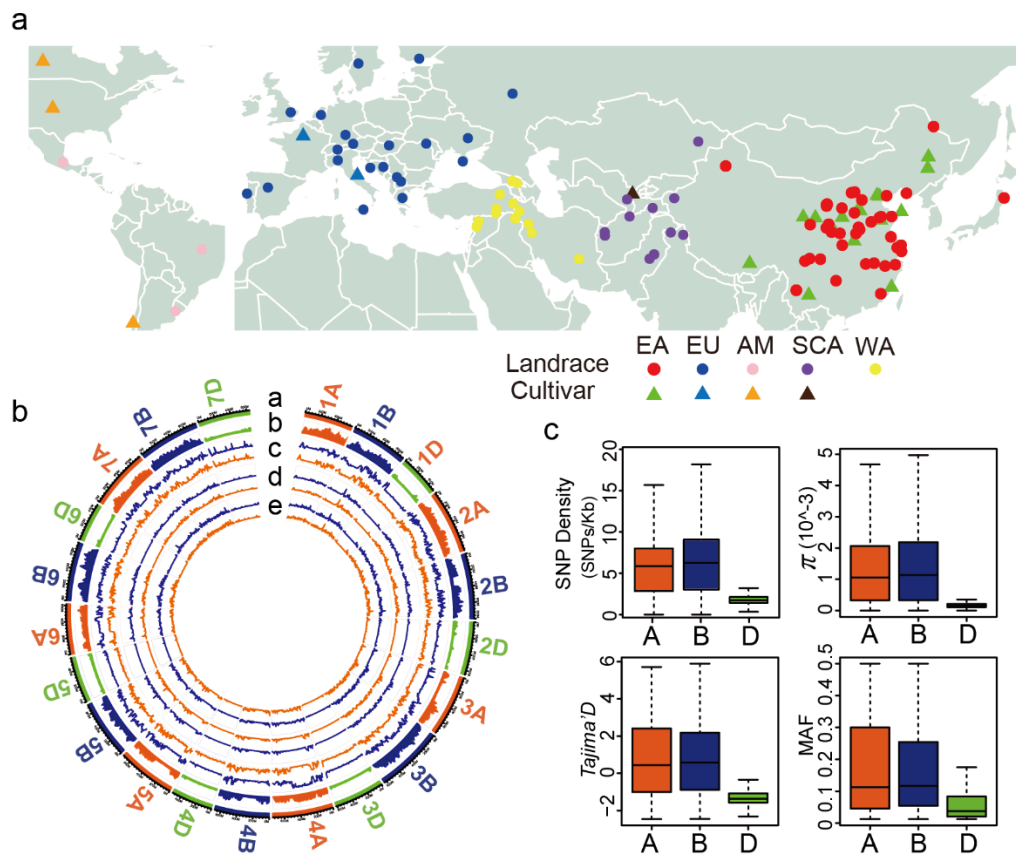 a
EA EU AM SCA WA
Landrace
Cultivar
b
a
b
c
d
e
1A
1B
1D
2A
2B
2D
3A
3B
3D
4A
4B
4D
5A
5B
5D
6A
6B
6D
7A
7B
7D
c
SNP Density
(SNPs/Kb)
20
15
10
5
0
A B D
π (10^-3)
5
4
3
2
1
0
A B D
Tajima'D
6
4
2
0
−2
A B D
MAF
0.5
0.4
0.3
0.2
0.1
0
A B D